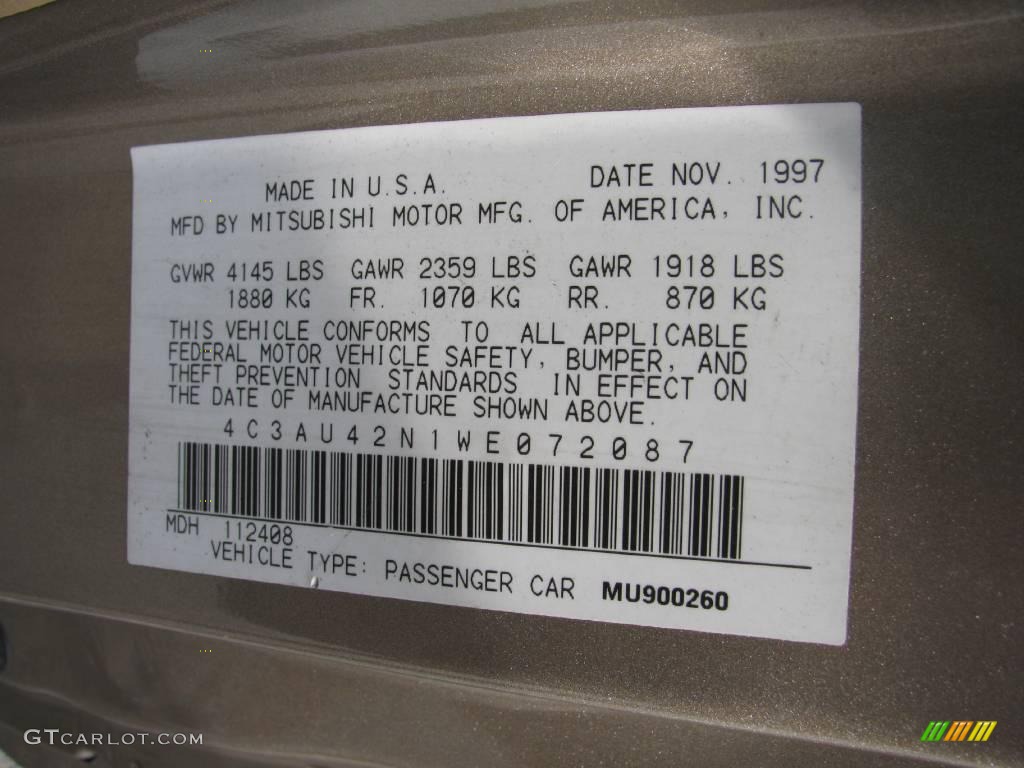 MADE IN U.S.A. DATE NOV. 1997
MFD BY MITSUBISHI MOTOR MFG. OF AMERICA, INC.
GVWR 4145 LBS GAWR 2359 LBS GAWR 1918 LBS
1880 KG FR. 1070 KG RR. 870 KG
THIS VEHICLE CONFORMS TO ALL APPLICABLE
FEDERAL MOTOR VEHICLE SAFETY, BUMPER, AND
THEFT PREVENTION STANDARDS IN EFFECT ON
THE DATE OF MANUFACTURE SHOWN ABOVE.
4C3AU42N1WE072087
MDH 112408
VEHICLE TYPE: PASSENGER CAR MU900260
GTCARLOT.COM